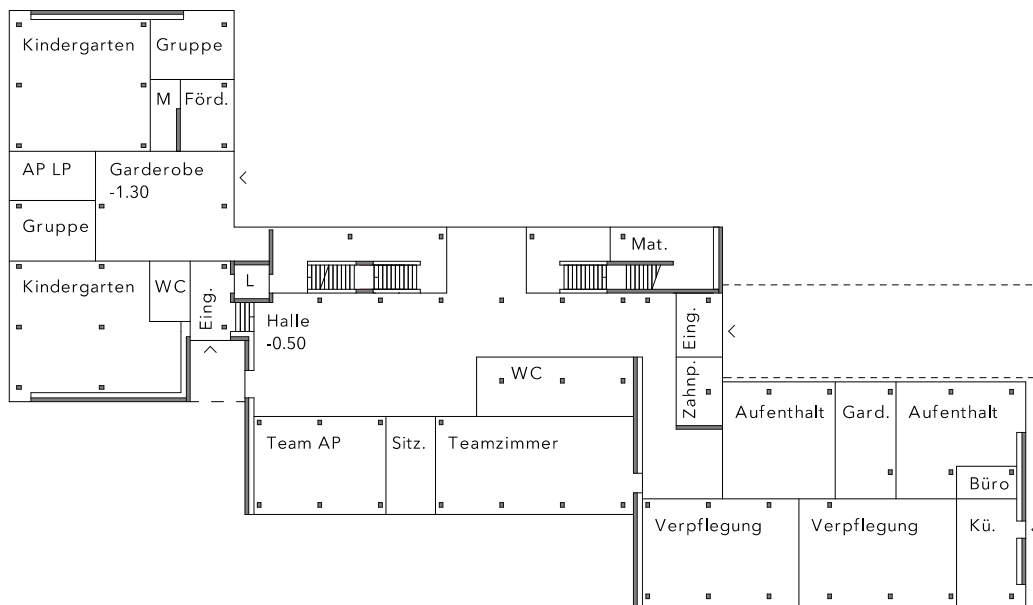 Kindergarten
Gruppe
M
Förd.
AP LP
Garderobe
-1.30
Gruppe
Kindergarten
WC
Eing.
L
Halle
-0.50
Mat.
Eing.
Zahnp.
WC
Team AP
Sitz.
Teamzimmer
Aufenthalt
Gard.
Aufenthalt
Büro
Verpflegung
Verpflegung
Kü.